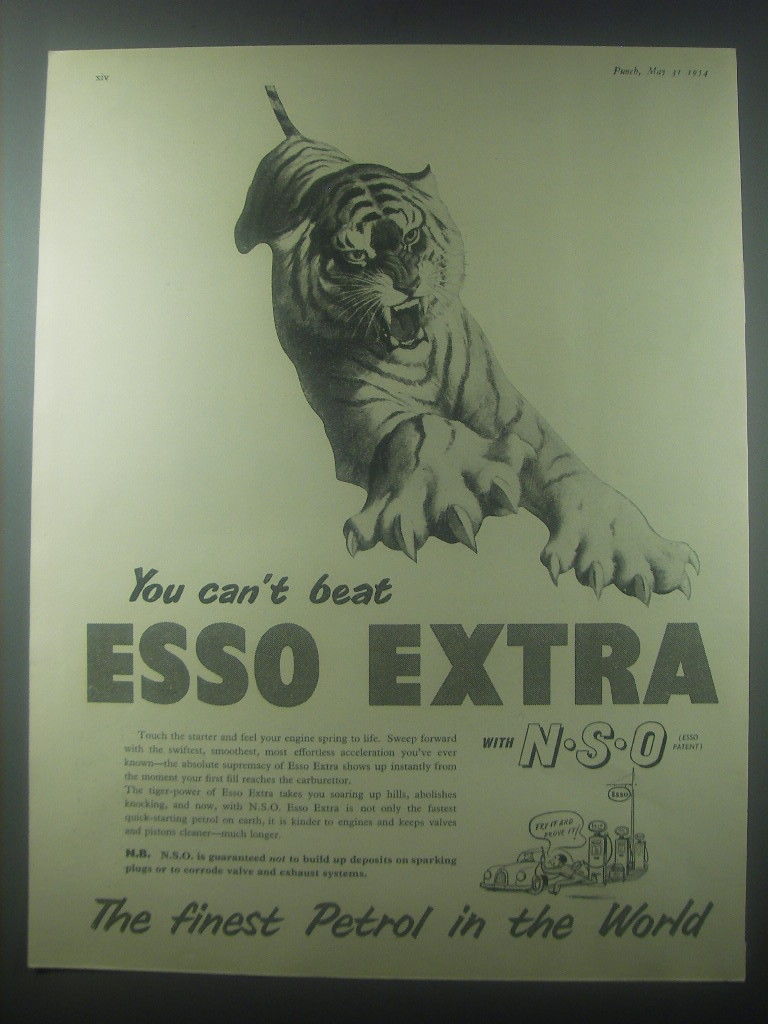 xiv
Punch, May 31 1954
You can't beat
ESSO EXTRA
Touch the starter and feel your engine spring to life. Sweep forward
with the swiftest, smoothest, most effortless acceleration you've ever
known—the absolute supremacy of Esso Extra shows up instantly from
the moment your first fill reaches the carburettor.
The tiger-power of Esso Extra takes you soaring up hills, abolishes
knocking, and now, with N.S.O. Esso Extra is not only the fastest
quick-starting petrol on earth, it is kinder to engines and keeps valves
and pistons cleaner—much longer.
N.B. N.S.O. is guaranteed not to build up deposits on sparking
plugs or to corrode valve and exhaust systems.
WITH N·S·O (ESSO
PATENT)
ESSO
TRY IT AND
PROVE IT!
The finest Petrol in the World